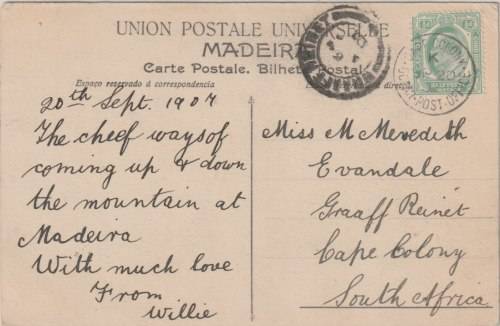 UNION POSTALE UNIVERSELLE
MADEIRA
Carte Postale. Bilhete Postal.
Espaço reservado á correspondencia
20th Sept. 1907
The cheef ways of
coming up & down
the mountain at
Madeira
With much love
From
Willie
Miss M Meredith
Evandale
Graaff Reinet
Cape Colony
South Africa